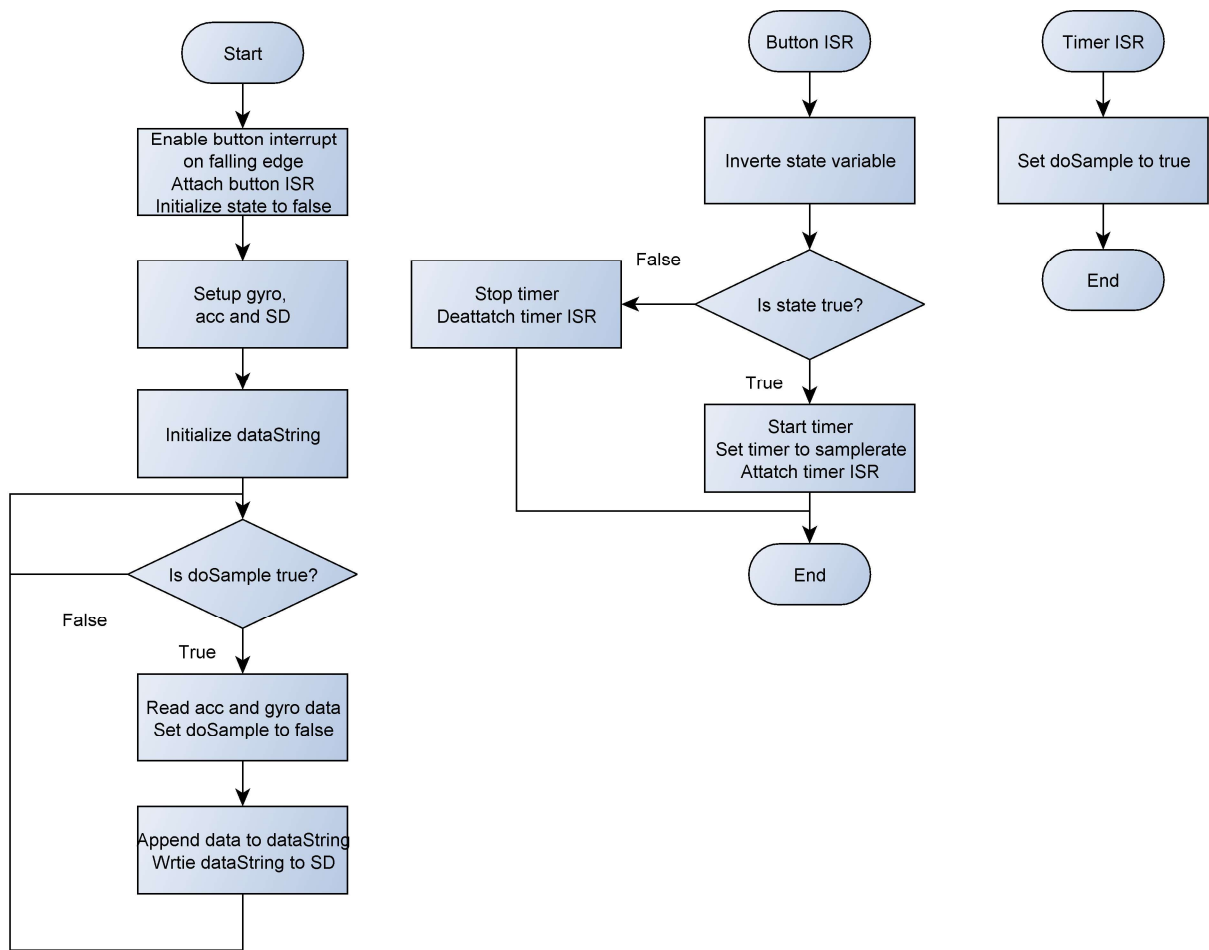 Start
Enable button interrupt
on falling edge
Attach button ISR
Initialize state to false
Setup gyro,
acc and SD
Initialize dataString
Is doSample true?
False
True
Read acc and gyro data
Set doSample to false
Append data to dataString
Wrtie dataString to SD
Button ISR
Inverte state variable
Is state true?
False
Stop timer
Deattatch timer ISR
True
Start timer
Set timer to samplerate
Attatch timer ISR
End
Timer ISR
Set doSample to true
End